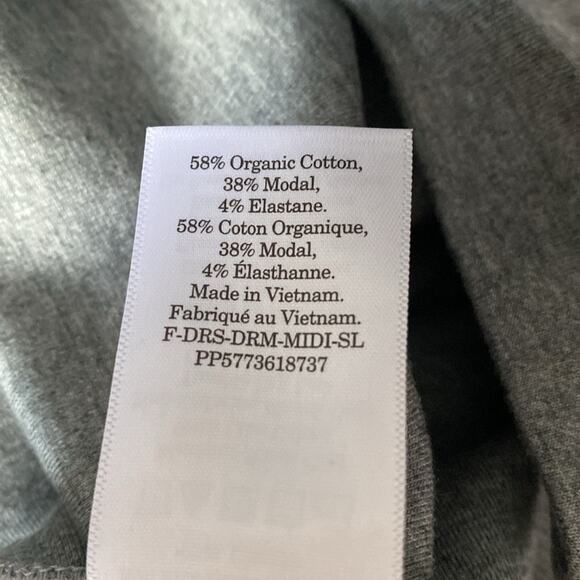 58% Organic Cotton,
38% Modal,
4% Elastane.
58% Coton Organique,
38% Modal,
4% Élasthanne.
Made in Vietnam.
Fabriqué au Vietnam.
F-DRS-DRM-MIDI-SL
PP5773618737